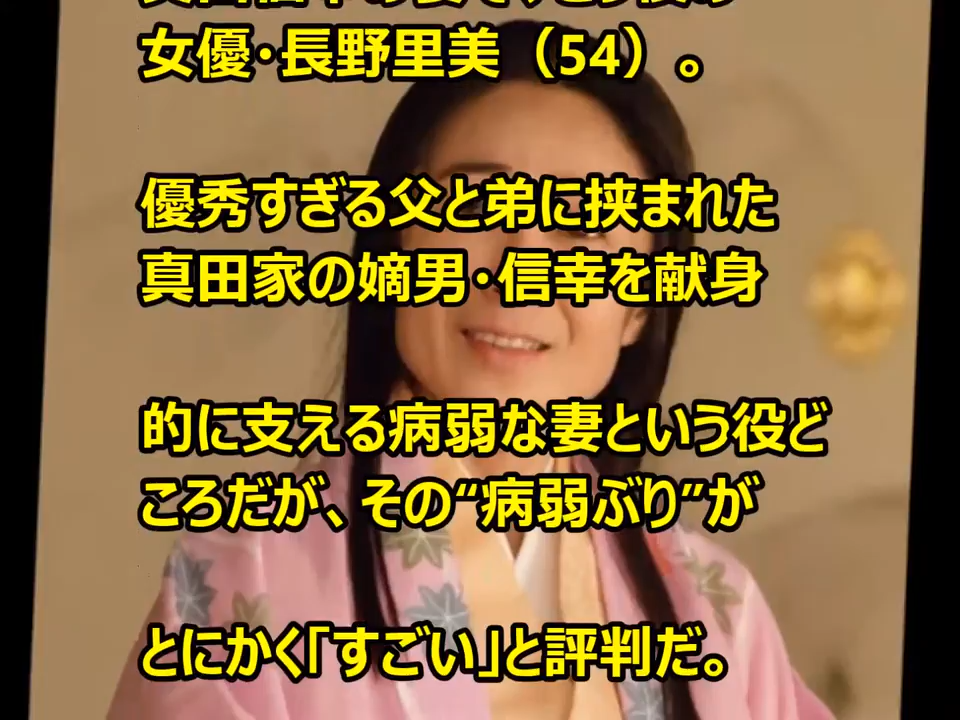 女優・長野里美（54）。
優秀すぎる父と弟に挟まれた
真田家の嫡男・信幸を献身
的に支える病弱な妻という役ど
ころだが、その“病弱ぶり”が
とにかく「すごい」と評判だ。